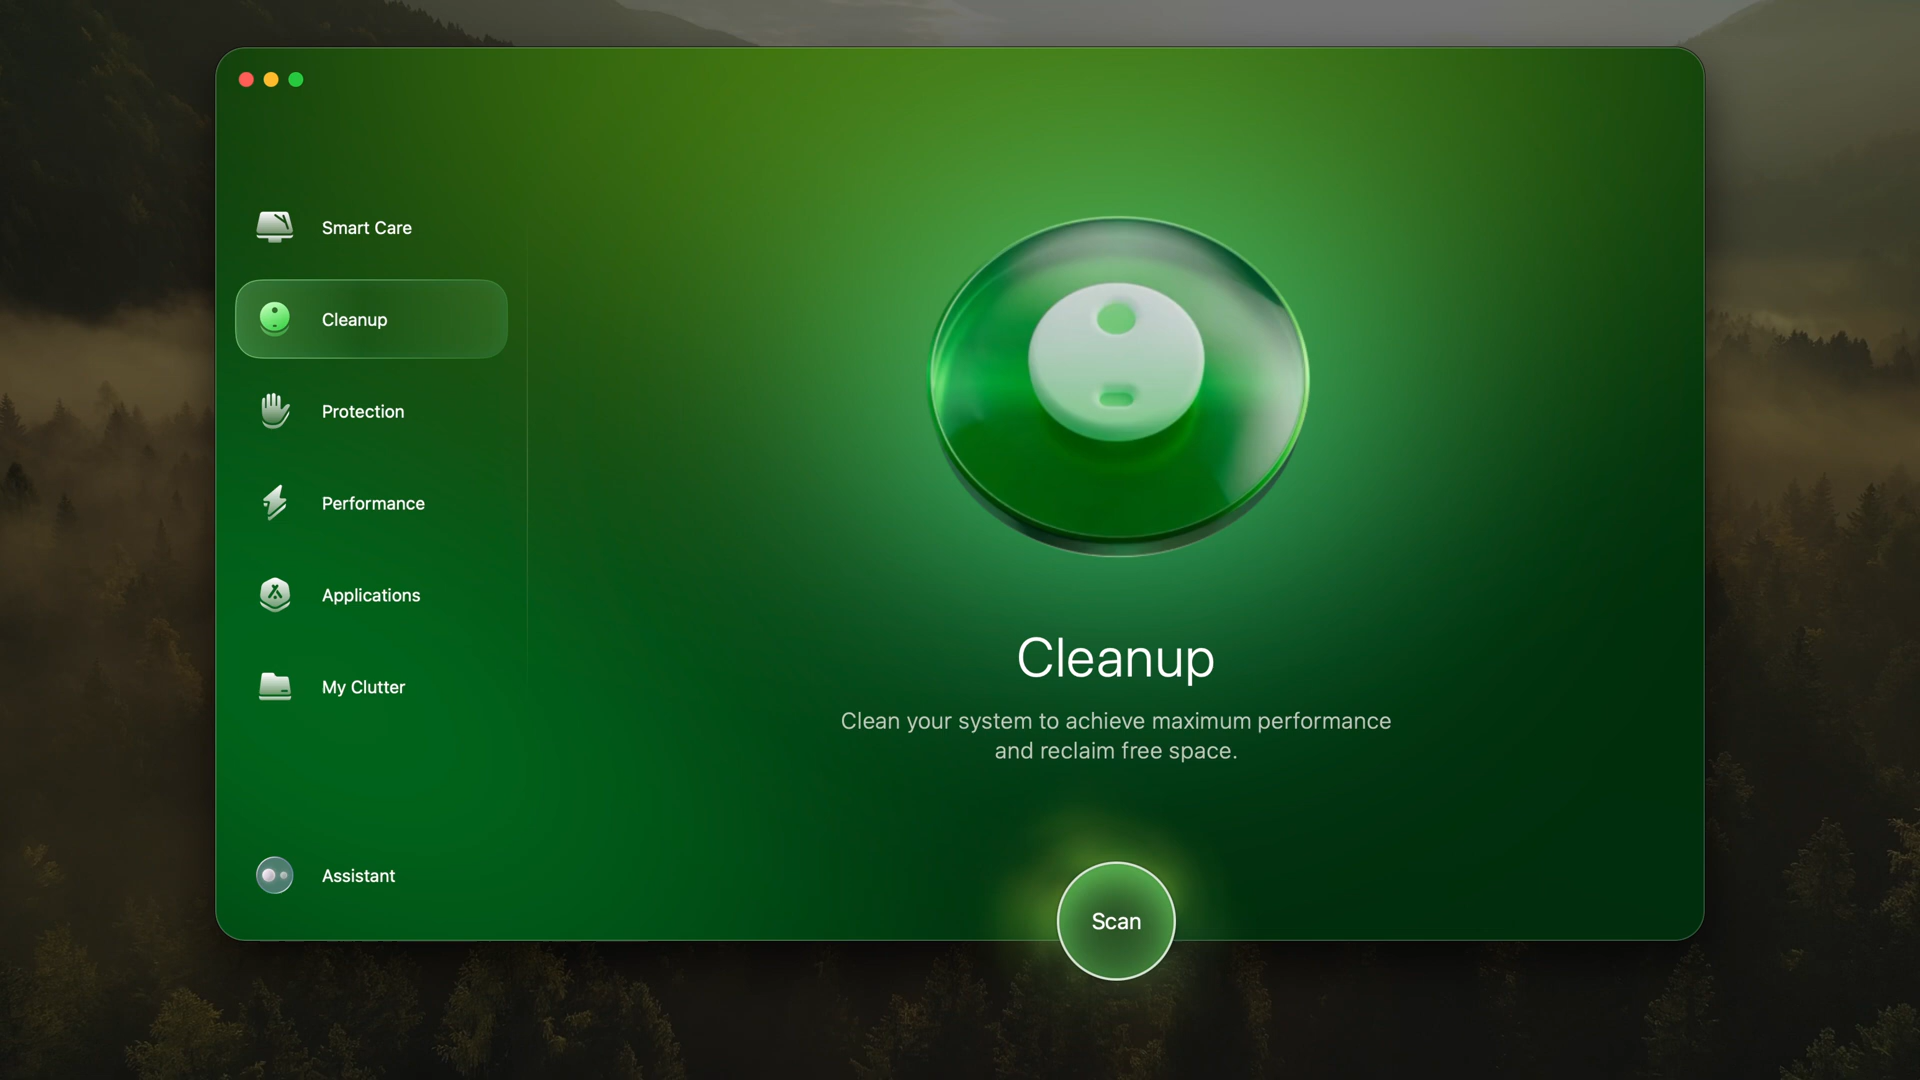 Smart Care
Cleanup
Protection
Performance
Applications
My Clutter
Assistant
Cleanup
Clean your system to achieve maximum performance
and reclaim free space.
Scan